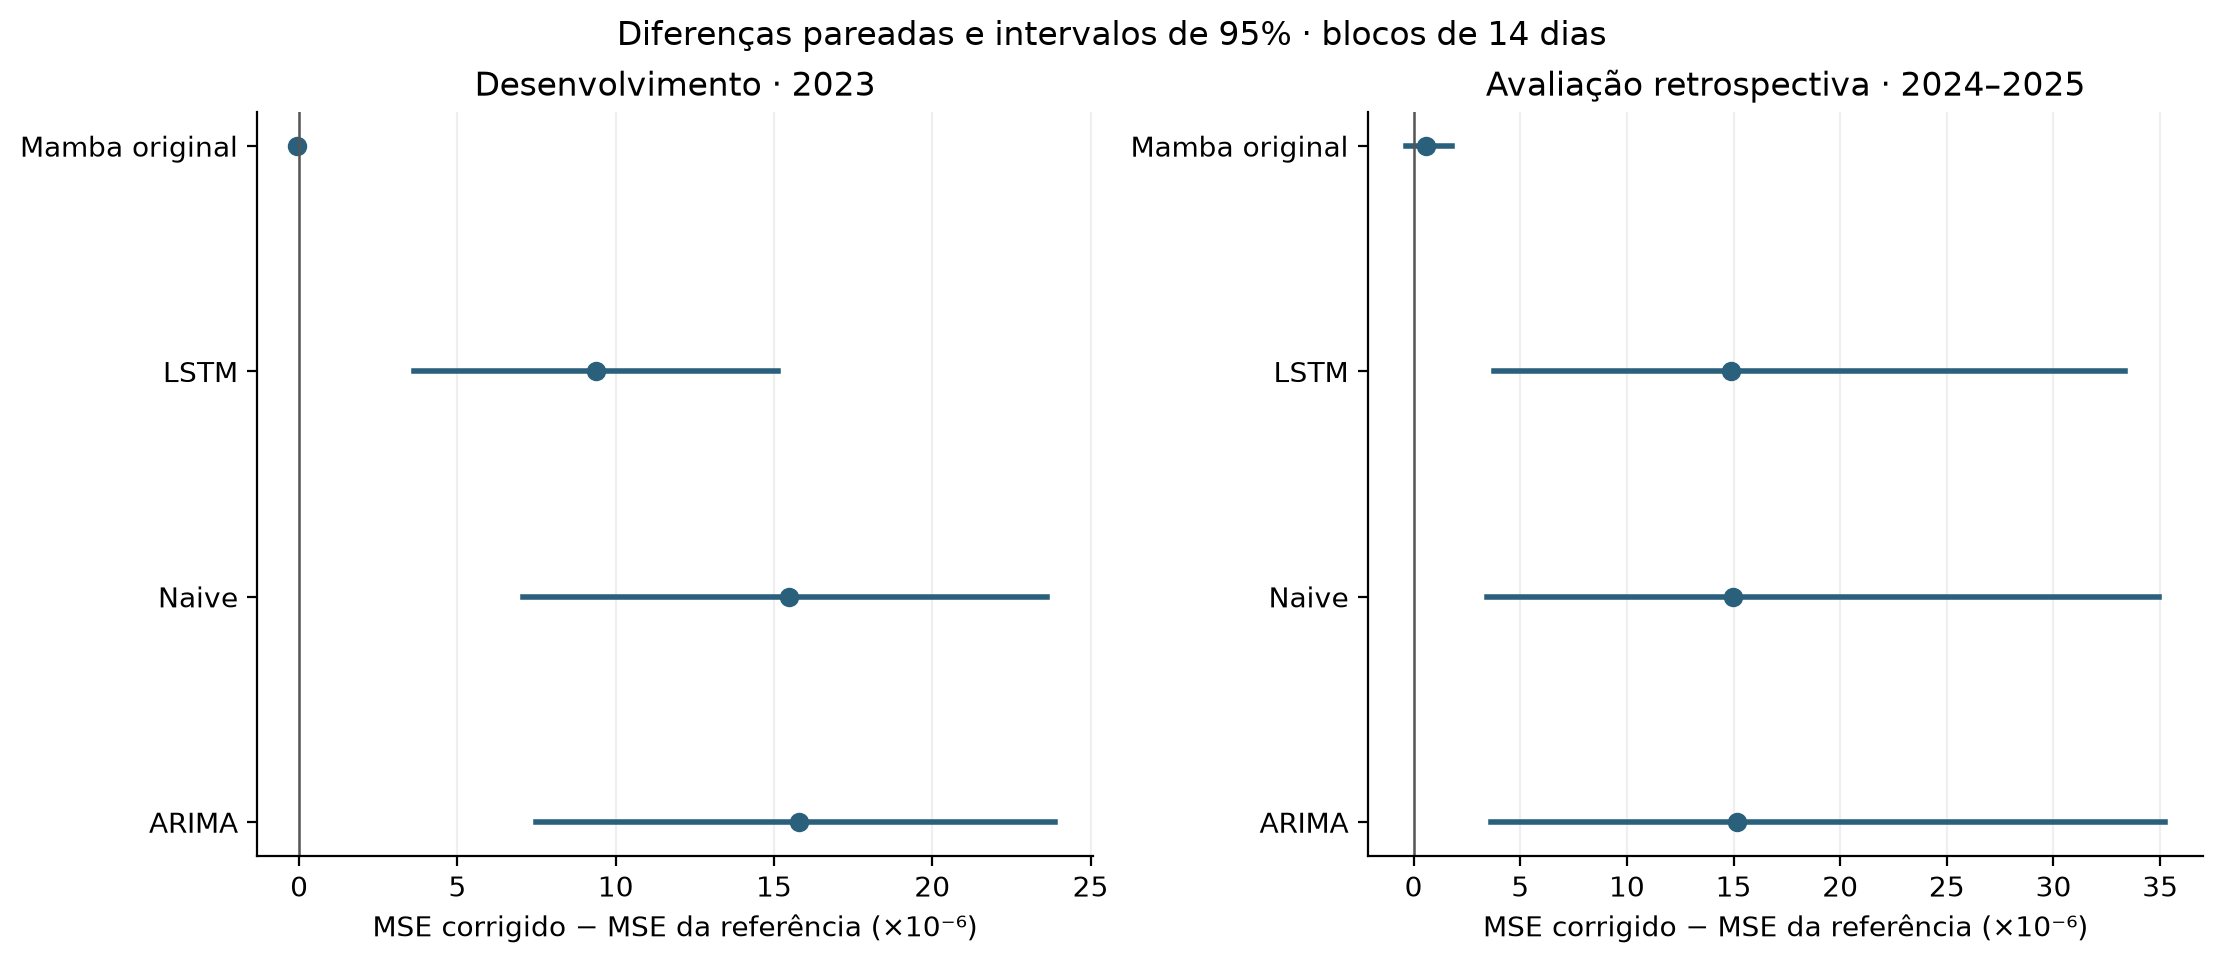 Diferenças pareadas e intervalos de 95% · blocos de 14 dias
Desenvolvimento · 2023
Mamba original
LSTM
Naive
ARIMA
0 5 10 15 20 25
MSE corrigido − MSE da referência (×10⁻⁶)
Avaliação retrospectiva · 2024–2025
Mamba original
LSTM
Naive
ARIMA
0 5 10 15 20 25 30 35
MSE corrigido − MSE da referência (×10⁻⁶)